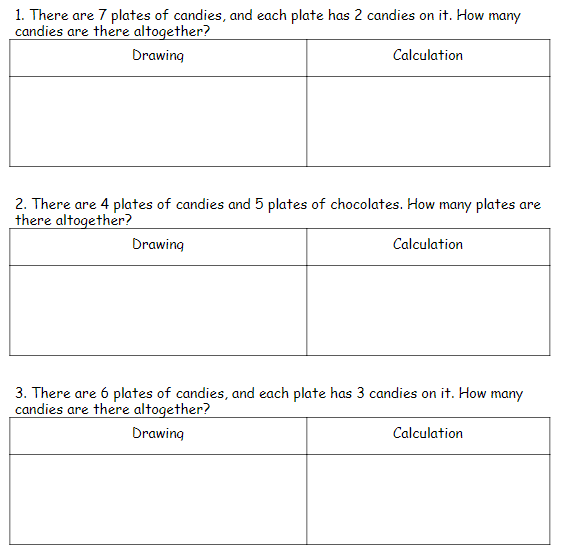 1. There are 7 plates of candies, and each plate has 2 candies on it. How many
candies are there altogether?
Drawing Calculation
2. There are 4 plates of candies and 5 plates of chocolates. How many plates are
there altogether?
Drawing Calculation
3. There are 6 plates of candies, and each plate has 3 candies on it. How many
candies are there altogether?
Drawing Calculation